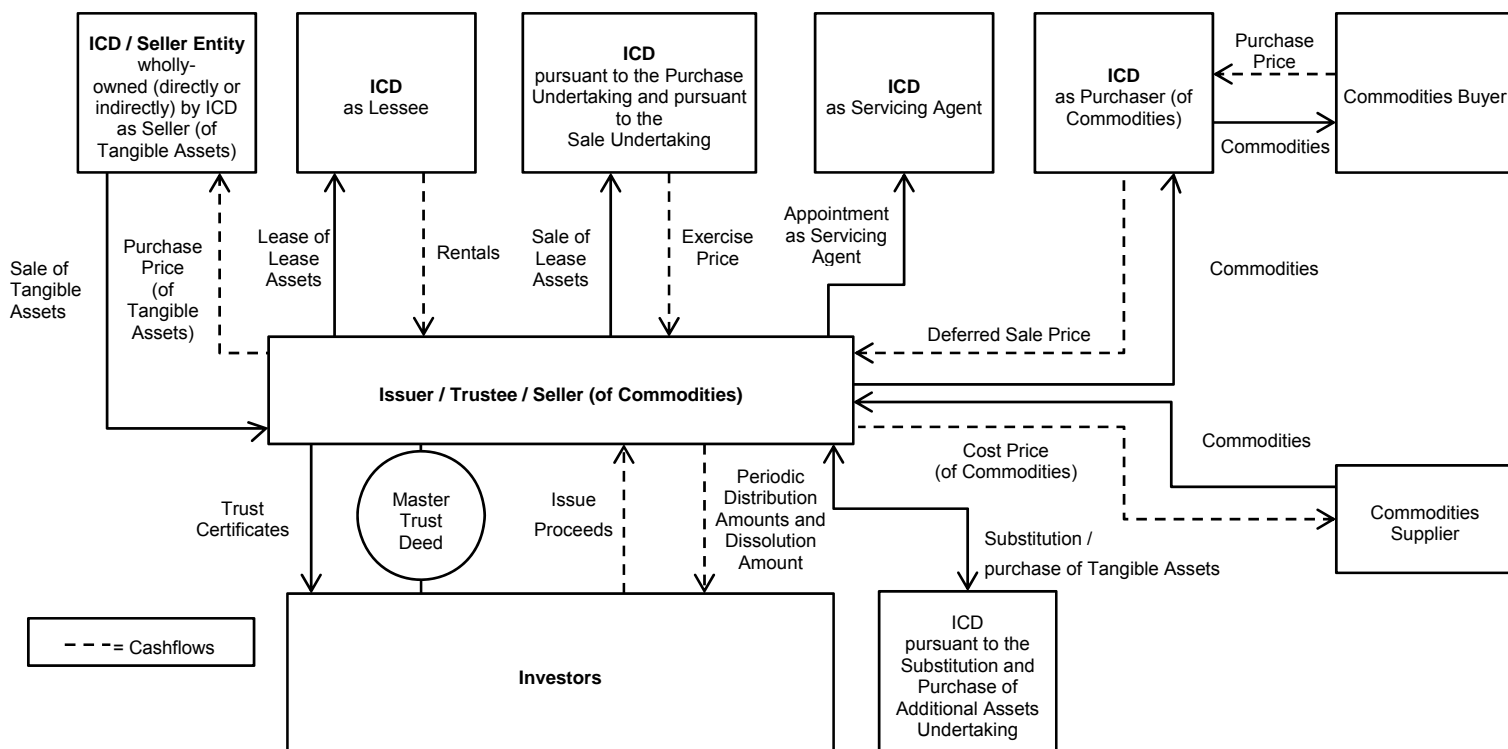 ICD / Seller Entity
wholly-
owned (directly or
indirectly) by ICD
as Seller (of
Tangible Assets)
ICD
as Lessee
ICD
pursuant to the Purchase
Undertaking and pursuant
to the
Sale Undertaking
ICD
as Servicing Agent
ICD
as Purchaser (of
Commodities)
Purchase
Price
Commodities
Commodities Buyer
Sale of
Tangible
Assets
Purchase
Price
(of
Tangible
Assets)
Lease of
Lease
Assets
Rentals
Sale of
Lease
Assets
Exercise
Price
Appointment
as Servicing
Agent
Commodities
Deferred Sale Price
Issuer / Trustee / Seller (of Commodities)
Commodities
Cost Price
(of Commodities)
Commodities
Supplier
Trust
Certificates
Master
Trust
Deed
Issue
Proceeds
Periodic
Distribution
Amounts and
Dissolution
Amount
Substitution /
purchase of Tangible Assets
= Cashflows
Investors
ICD
pursuant to the
Substitution and
Purchase of
Additional Assets
Undertaking